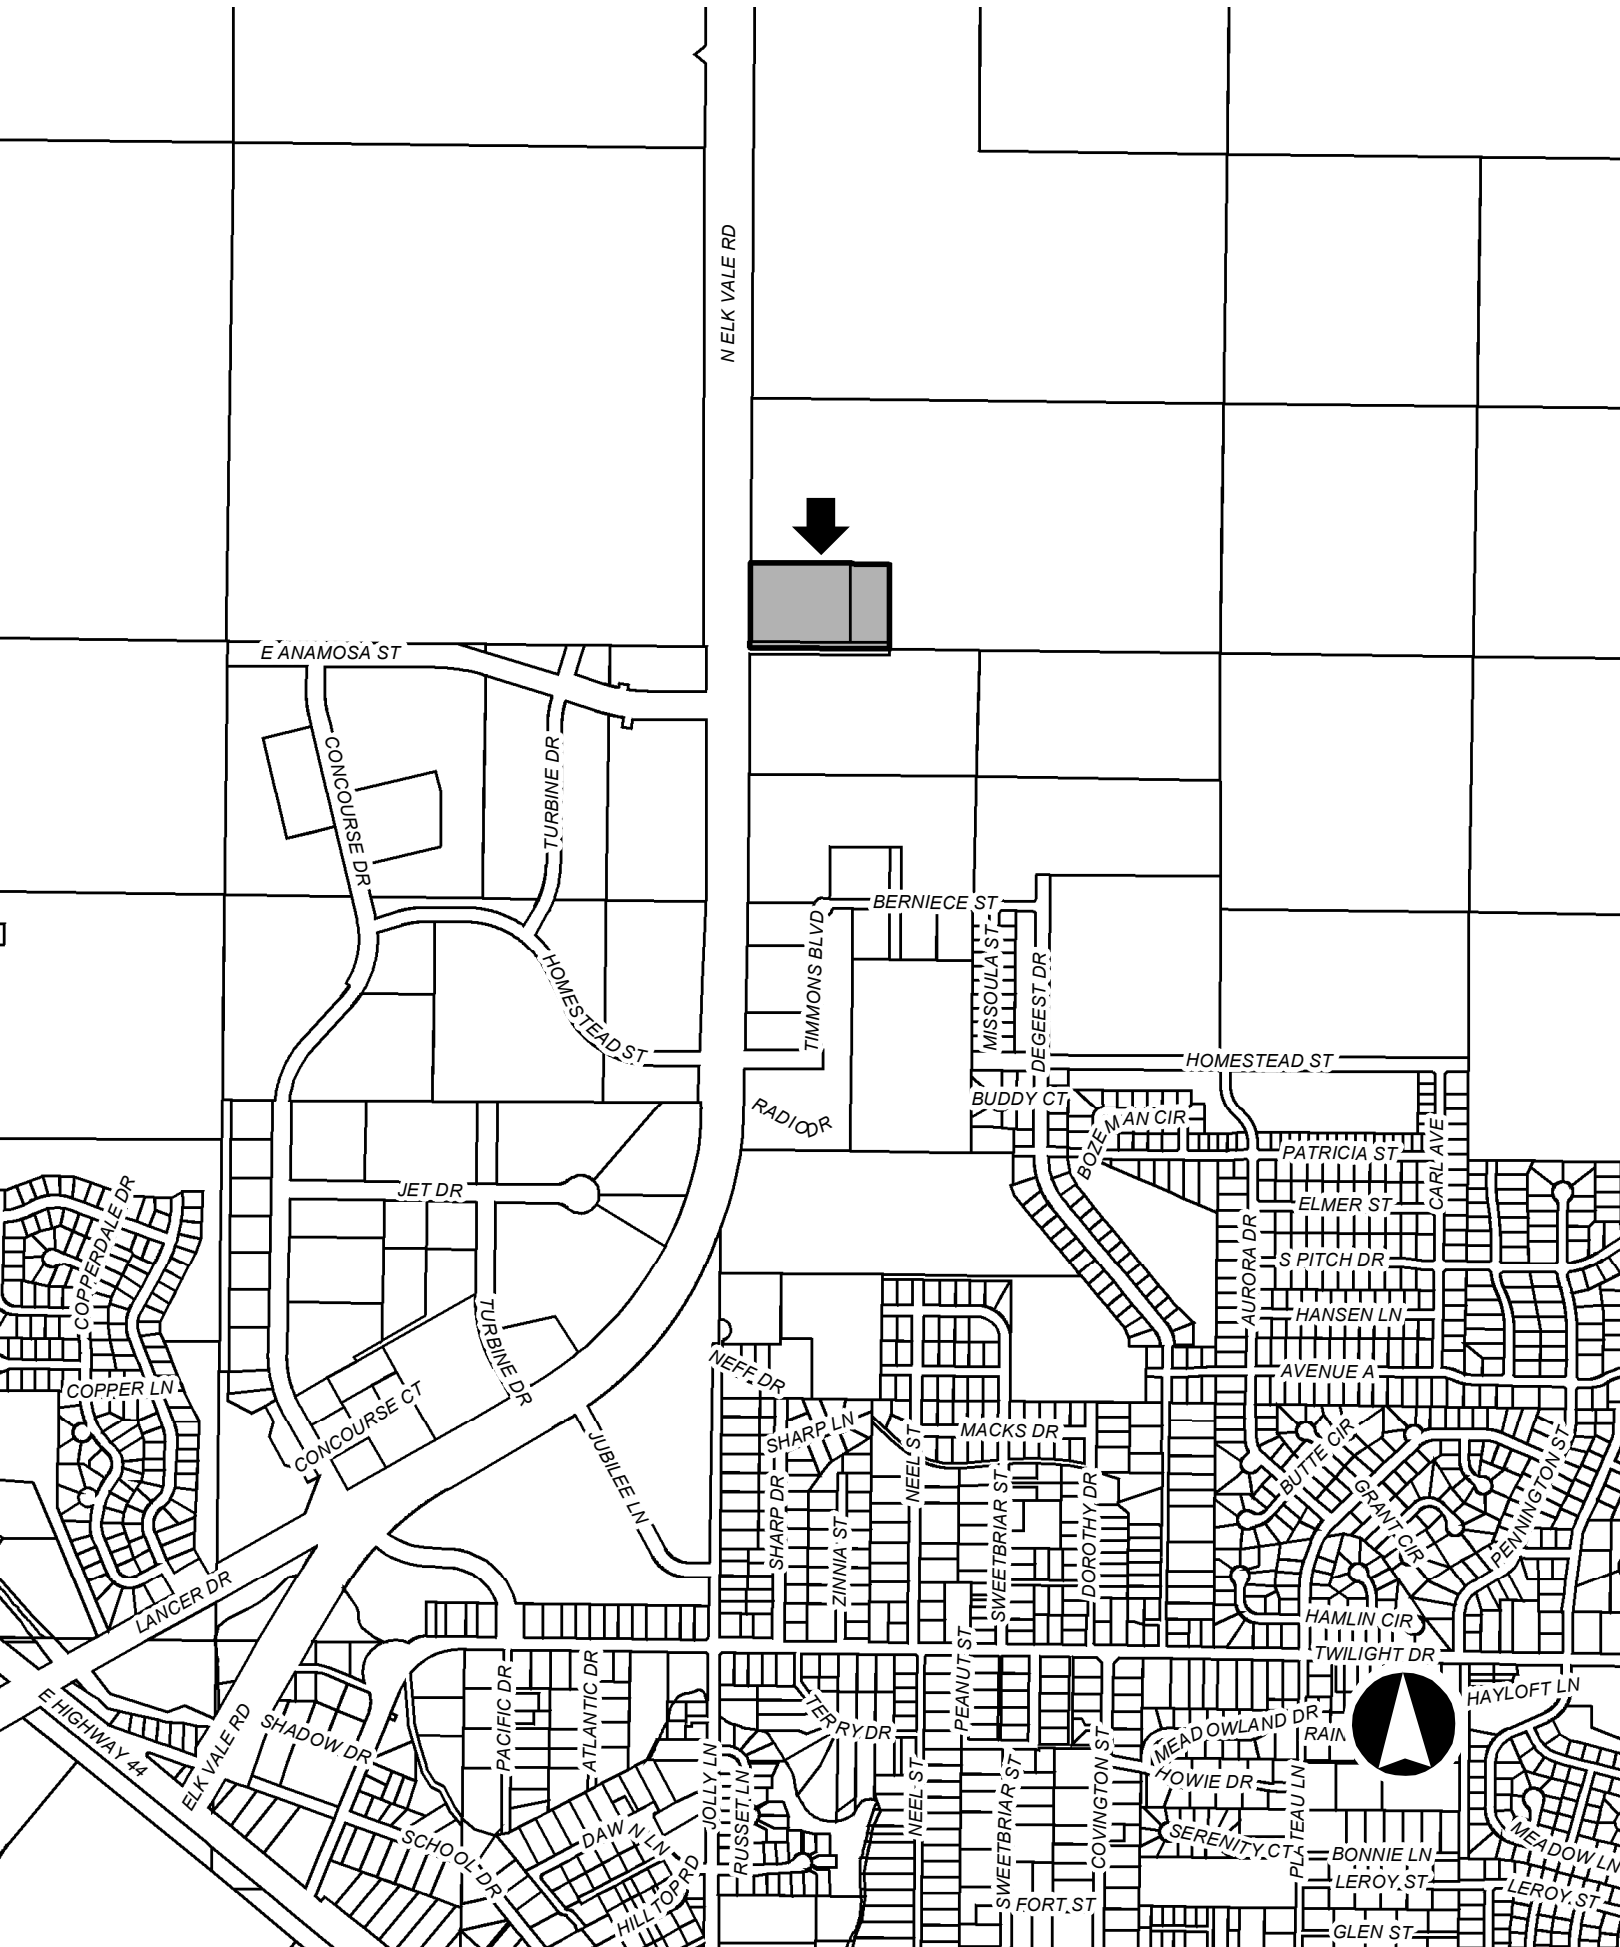 N ELK VALE RD
E ANAMOSA ST
CONCOURSE DR
TURBINE DR
BERNIECE ST
TIMMONS BLVD
MISSOULA ST
DEGEEST DR
HOMESTEAD ST
HOMESTEAD ST
RADIO DR
BUDDY CT
BOZEMAN CIR
PATRICIA ST
CARL AVE
ELMER ST
JET DR
COPPERDALE DR
AURORA DR
S PITCH DR
HANSEN LN
TURBINE DR
NEFF DR
AVENUE A
COPPER LN
CONCOURSE CT
SHARP LN
MACKS DR
JUBILEE LN
NEEL ST
BUTTE CIR
GRANT CIR
PENNINGTON ST
SHARP DR
ZINNIA ST
SWEETBRIAR ST
DOROTHY DR
LANCER DR
HAMLIN CIR
TWILIGHT DR
PEANUT ST
PACIFIC DR
ATLANTIC DR
HAYLOFT LN
E HIGHWAY 44
ELK VALE RD
SHADOW DR
TERRY DR
MEADOWLAND DR
RAIN
JOLLY LN
RUSSET LN
NEEL ST
SWEETBRIAR ST
COVINGTON ST
HOWIE DR
PLATEAU LN
SCHOOL DR
DAWN LN
HILLTOP RD
SERENITY CT
BONNIE LN
MEADOW LN
LEROY ST
LEROY ST
FORT ST
GLEN ST